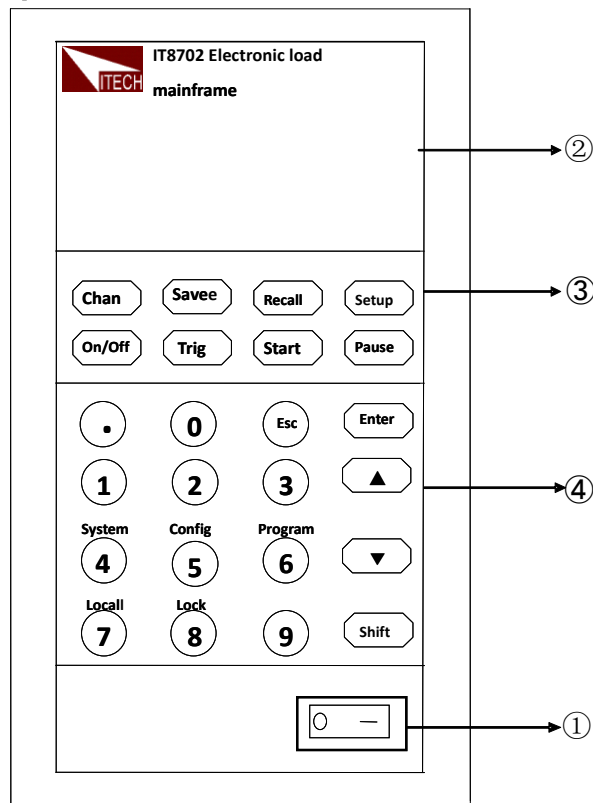 IT8702 Electronic load
ITECH
mainframe
②
Chan Savee Recall Setup
③
On/Off Trig Start Pause
. 0 Esc Enter
1 2 3 ▲
④
System Config Program
4 5 6 ▼
Locall Lock
7 8 9 Shift
O — ①